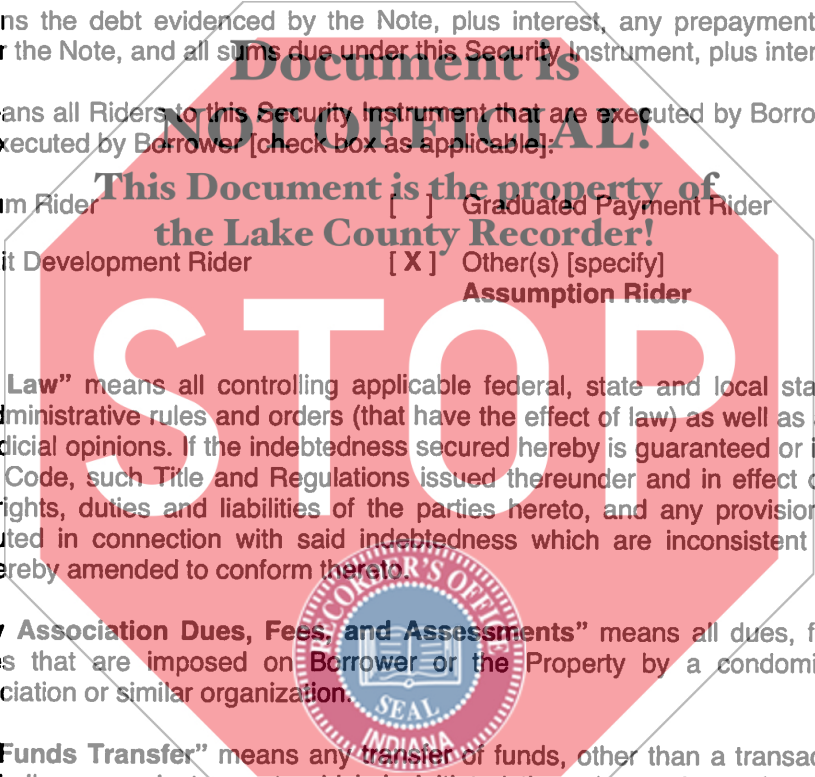 ns the debt evidenced by the Note, plus interest, any prepayment
r the Note, and all sums due under this Security Instrument, plus inter
Document is
ans all Riders to this Security Instrument that are executed by Borro
NOT OFFICIAL!
xecuted by Borrower [check box as applicable]:
This Document is the property of
m Rider [ ] Graduated Payment Rider
the Lake County Recorder!
it Development Rider [ X ] Other(s) [specify]
Assumption Rider
STOP
Law” means all controlling applicable federal, state and local sta
dministrative rules and orders (that have the effect of law) as well as
dicial opinions. If the indebtedness secured hereby is guaranteed or i
Code, such Title and Regulations issued thereunder and in effect o
ights, duties and liabilities of the parties hereto, and any provision
uted in connection with said indebtedness which are inconsistent
ereby amended to conform thereto.
RECORDER'S OFFICE
y Association Dues, Fees, and Assessments” means all dues, f
s that are imposed on Borrower or the Property by a condomi
ciation or similar organization.
SEAL
INDIANA
Funds Transfer” means any transfer of funds, other than a transac